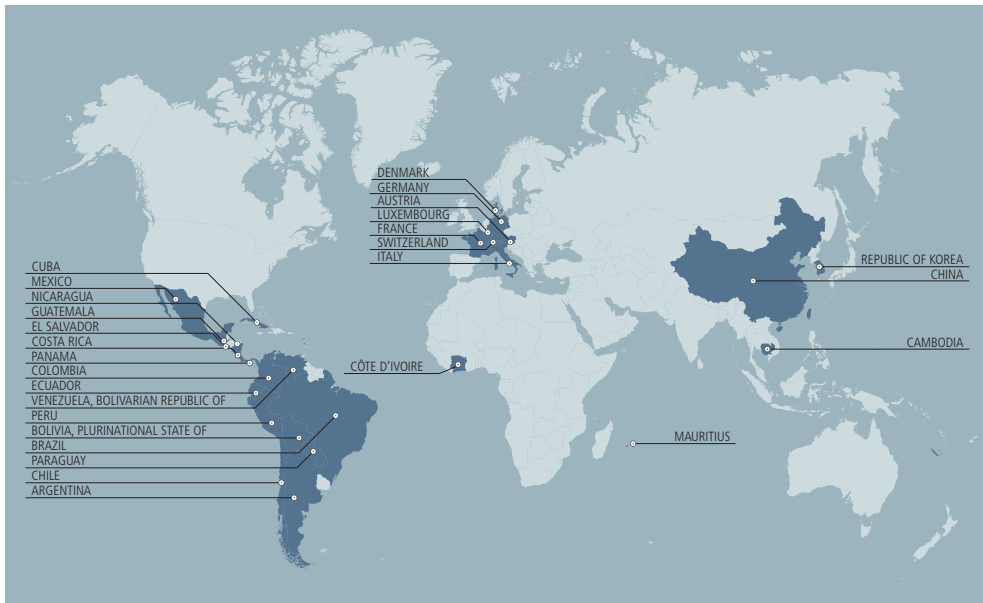 DENMARK
GERMANY
AUSTRIA
LUXEMBOURG
FRANCE
SWITZERLAND
ITALY
CUBA
MEXICO
NICARAGUA
GUATEMALA
EL SALVADOR
COSTA RICA
PANAMA
COLOMBIA
ECUADOR
VENEZUELA, BOLIVARIAN REPUBLIC OF
PERU
BOLIVIA, PLURINATIONAL STATE OF
BRAZIL
PARAGUAY
CHILE
ARGENTINA
CÔTE D’IVOIRE
REPUBLIC OF KOREA
CHINA
CAMBODIA
MAURITIUS